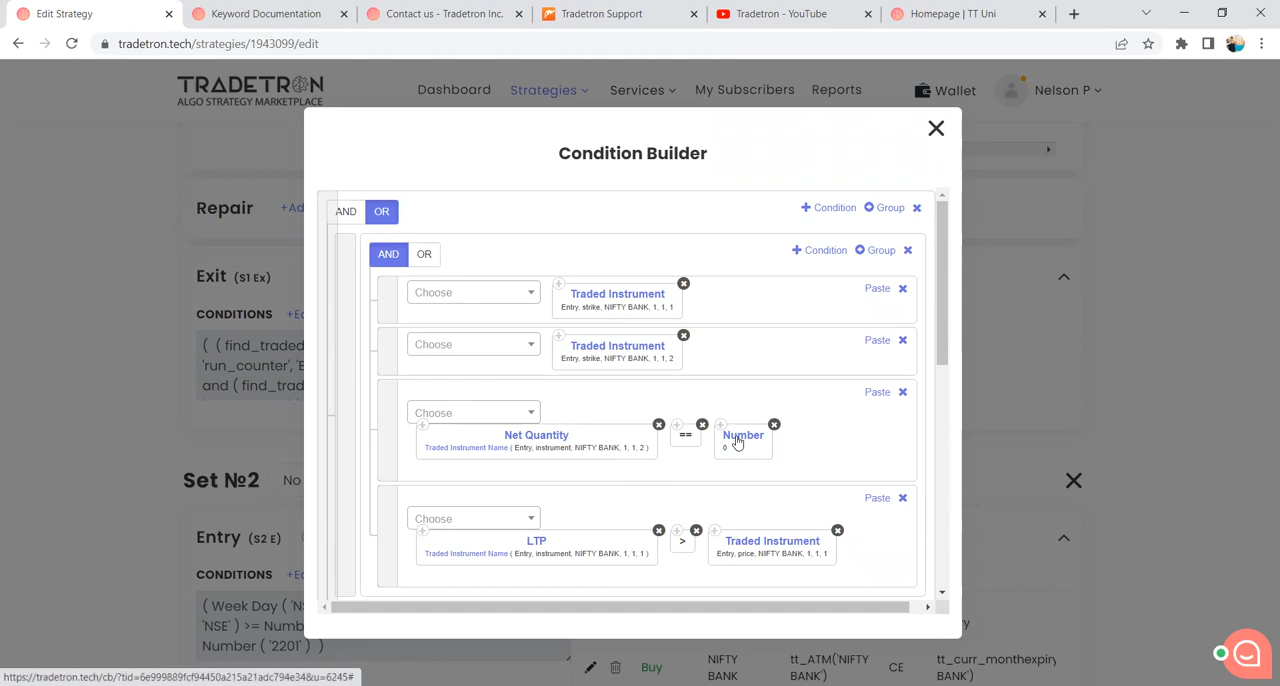 Edit Strategy
Keyword Documentation
Contact us - Tradetron Inc.
Tradetron Support
Tradetron - YouTube
Homepage | TT Uni
tradetron.tech/strategies/1943099/edit
TRADETRON
ALGO STRATEGY MARKETPLACE
Dashboard
Strategies
Services
My Subscribers
Reports
Wallet
Nelson P
Condition Builder
AND OR
+ Condition
Group
AND OR
+ Condition
Group
Choose
Traded Instrument
Entry, strike, NIFTY BANK, 1, 1, 1
Paste
Choose
Traded Instrument
Entry, strike, NIFTY BANK, 1, 1, 2
Paste
Choose
Net Quantity
Traded Instrument Name ( Entry, instrument, NIFTY BANK, 1, 1, 2 )
==
Number
0
Paste
Choose
LTP
Traded Instrument Name ( Entry, instrument, NIFTY BANK, 1, 1, 1 )
>
Traded Instrument
Entry, price, NIFTY BANK, 1, 1, 1
Paste
Repair
+Ad
Exit (S1 Ex)
CONDITIONS
( ( find_traded
'run_counter', 'E
and ( find_trad
Set №2
No
Entry (S2 E)
CONDITIONS
( Week Day ( 'NS
'NSE' ) >= Numb
Number ( '2201' ) )
Buy
NIFTY
BANK
tt_ATM('NIFTY
BANK')
CE
tt_curr_monthexpiry
BANK')
https://tradetron.tech/cb/?tid=6e999889fcf94450a215a21adc794e34&u=6245#